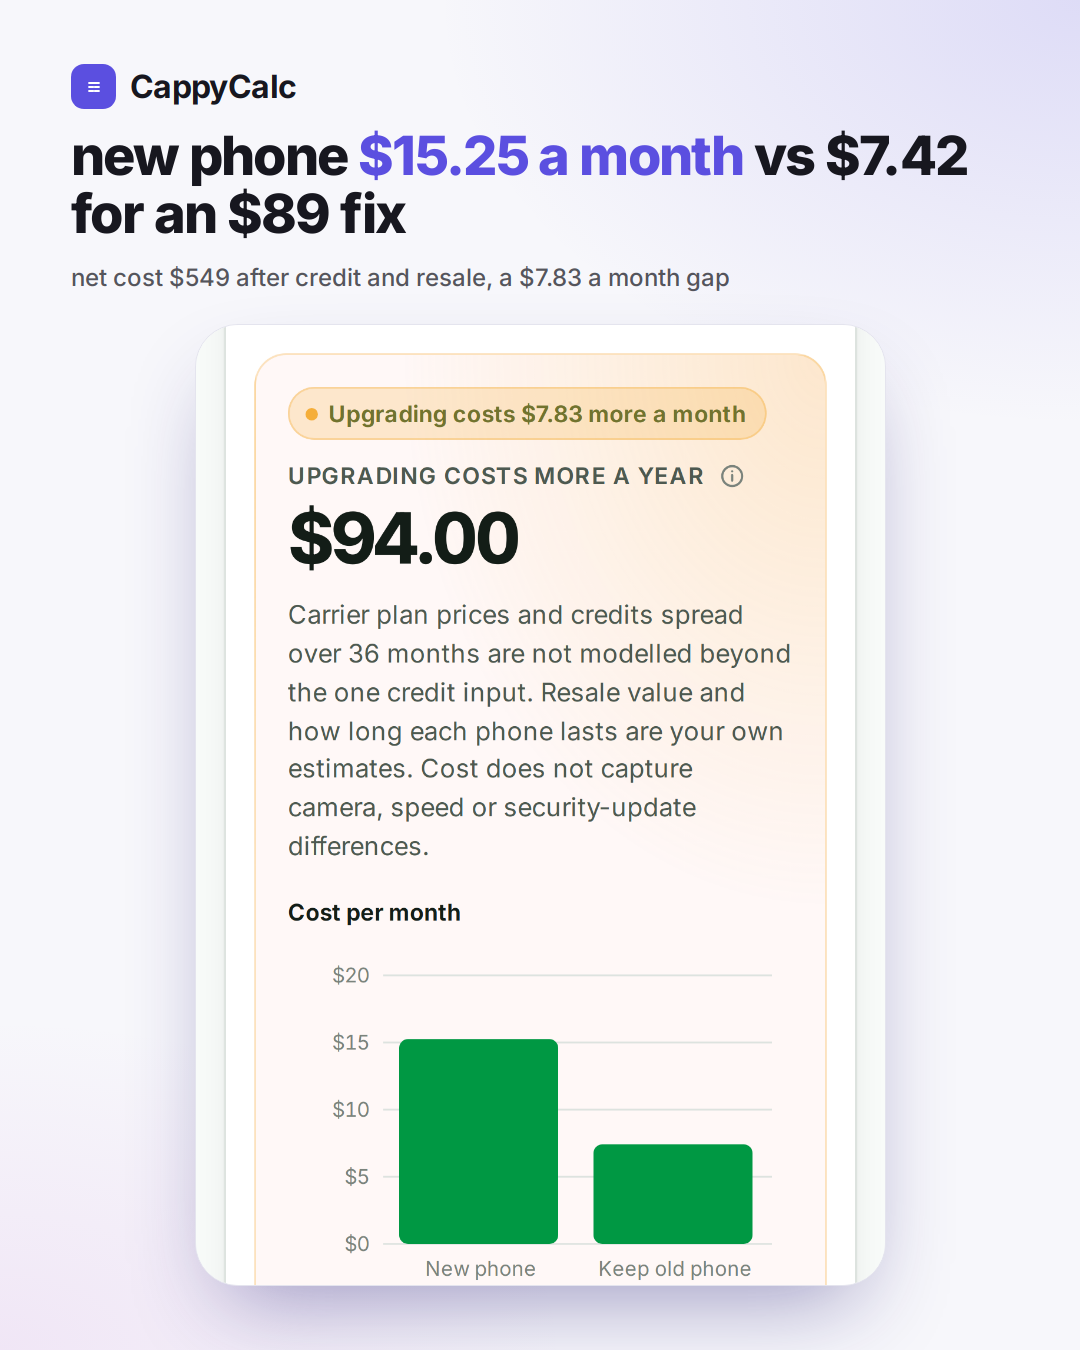 CappyCalc
new phone $15.25 a month vs $7.42
for an $89 fix
net cost $549 after credit and resale, a $7.83 a month gap
Upgrading costs $7.83 more a month
UPGRADING COSTS MORE A YEAR
$94.00
Carrier plan prices and credits spread
over 36 months are not modelled beyond
the one credit input. Resale value and
how long each phone lasts are your own
estimates. Cost does not capture
camera, speed or security-update
differences.
Cost per month
$20
$15
$10
$5
$0
New phone
Keep old phone